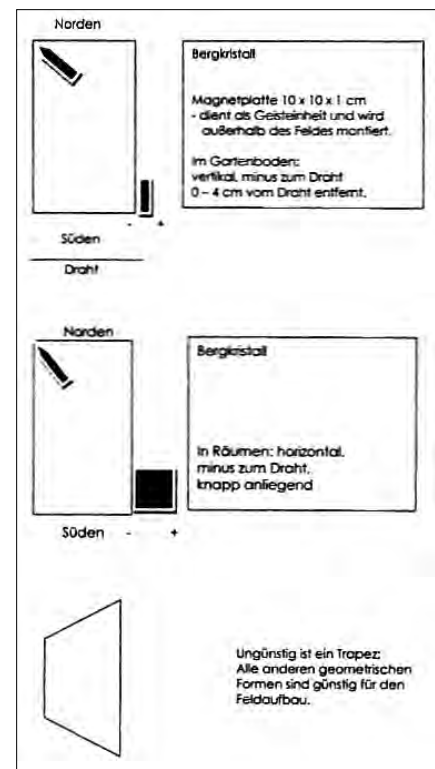 Norden
Bergkristall
Magnetplatte 10 x 10 x 1 cm
- dient als Geisteinheit und wird
außerhalb des Feldes montiert.
Im Gartenboden:
vertikal, minus zum Draht
0 – 4 cm vom Draht entfernt.
- +
Süden
Draht
Norden
Bergkristall
In Räumen: horizontal,
minus zum Draht,
knapp anliegend
Süden - +
Ungünstig ist ein Trapez:
Alle anderen geometrischen
Formen sind günstig für den
Feldaufbau.